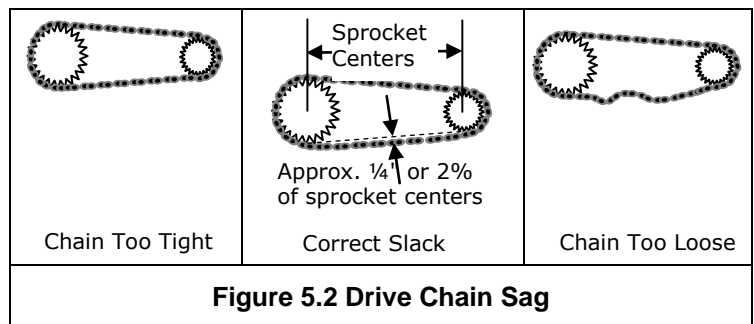 Sprocket
Centers
Approx. ¼' or 2%
of sprocket centers
Chain Too Tight
Correct Slack
Chain Too Loose
Figure 5.2 Drive Chain Sag